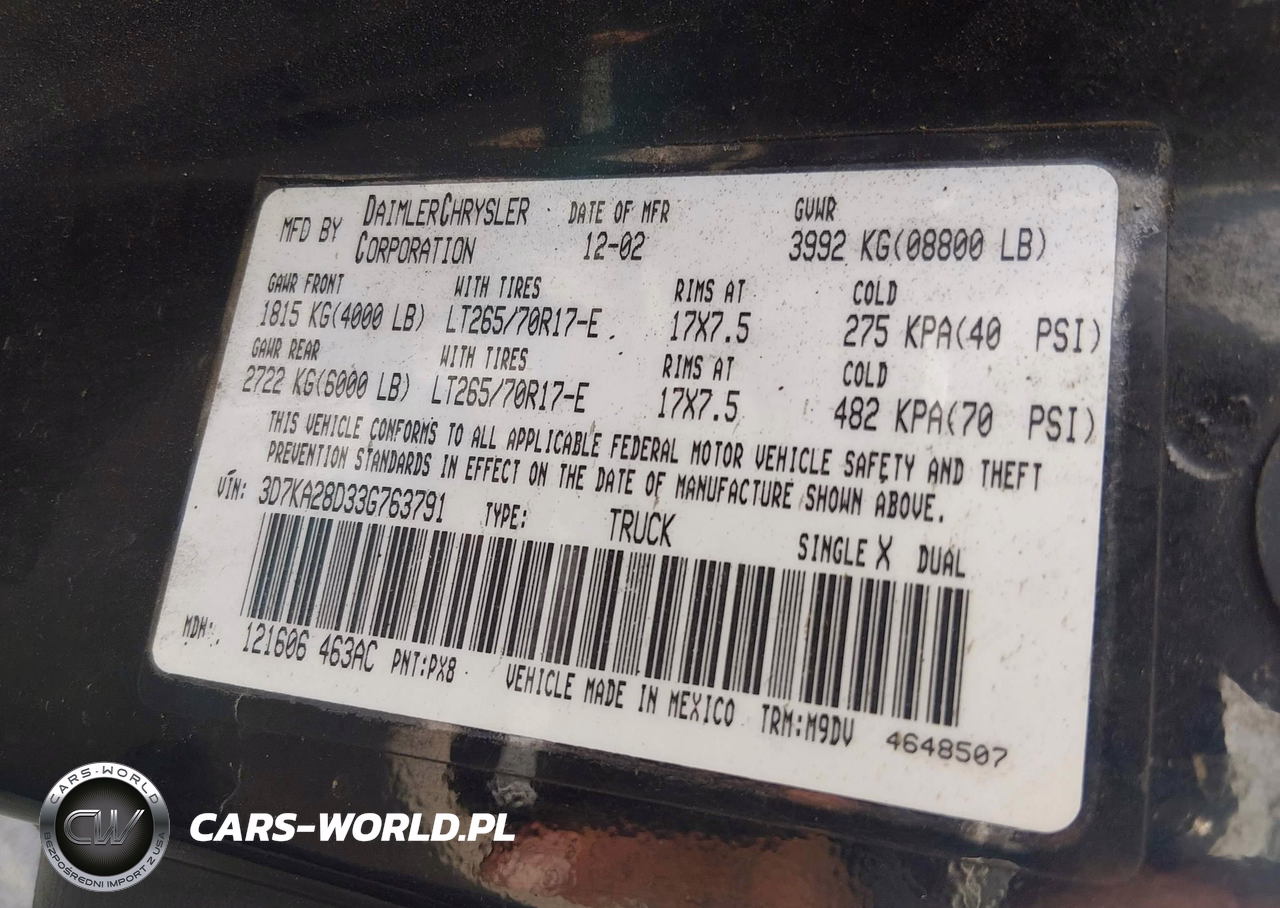 MFD BY DAIMLERCHRYSLER CORPORATION DATE OF MFR 12-02 GVWR 3992 KG(08800 LB)
GAWR FRONT WITH TIRES RIMS AT COLD
1815 KG(4000 LB) LT265/70R17-E 17X7.5 275 KPA(40 PSI)
GAWR REAR WITH TIRES RIMS AT COLD
2722 KG(6000 LB) LT265/70R17-E 17X7.5 482 KPA(70 PSI)
THIS VEHICLE CONFORMS TO ALL APPLICABLE FEDERAL MOTOR VEHICLE SAFETY AND THEFT
PREVENTION STANDARDS IN EFFECT ON THE DATE OF MANUFACTURE SHOWN ABOVE.
VIN: 3D7KA28D33G763791 TYPE: TRUCK SINGLE X DUAL
MDH: 121606 463AC PNT:PX8 VEHICLE MADE IN MEXICO TRM:M9DV 4648507
CARS-WORLD
CW
BEZPOŚREDNI IMPORT Z USA
CARS-WORLD.PL